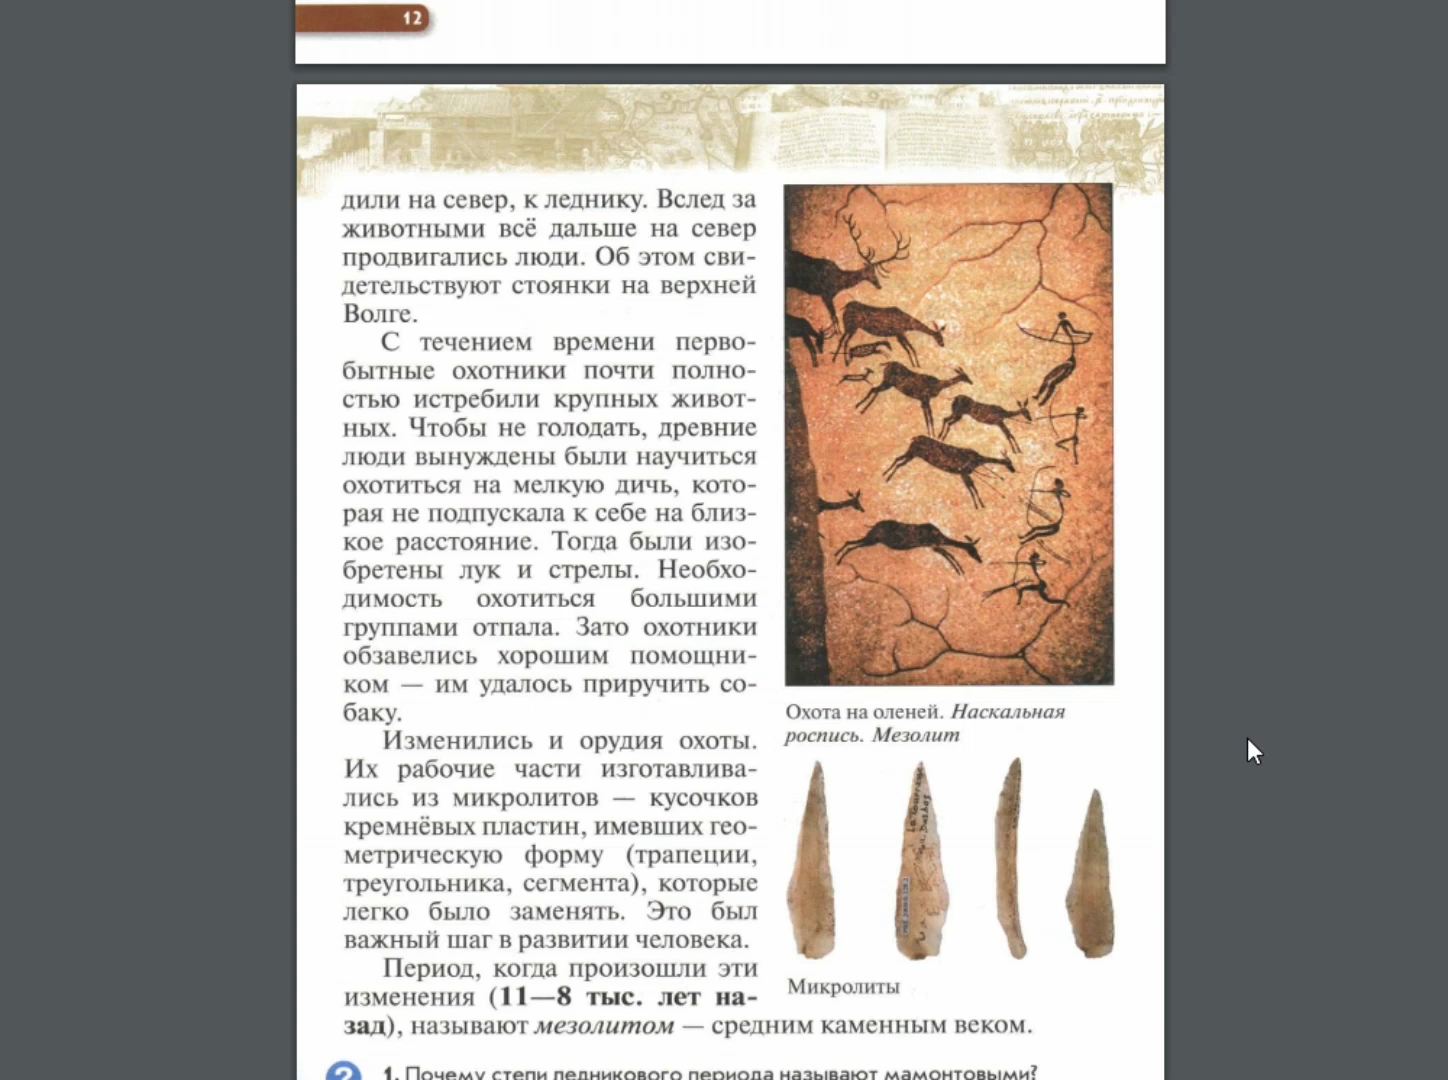 12
дили на север, к леднику. Вслед за
животными всё дальше на север
продвигались люди. Об этом сви-
детельствуют стоянки на верхней
Волге.
С течением времени перво-
бытные охотники почти полно-
стью истребили крупных живот-
ных. Чтобы не голодать, древние
люди вынуждены были научиться
охотиться на мелкую дичь, кото-
рая не подпускала к себе на близ-
кое расстояние. Тогда были изо-
бретены лук и стрелы. Необхо-
димость охотиться большими
группами отпала. Зато охотники
обзавелись хорошим помощни-
ком — им удалось приручить со-
баку.
Изменились и орудия охоты.
Их рабочие части изготавлива-
лись из микролитов — кусочков
кремнёвых пластин, имевших гео-
метрическую форму (трапеции,
треугольника, сегмента), которые
легко было заменять. Это был
важный шаг в развитии человека.
Период, когда произошли эти
изменения (11—8 тыс. лет на-
зад), называют мезолитом — средним каменным веком.
Охота на оленей. Наскальная
роспись. Мезолит
Микролиты
? 1. Почему степи ледникового периода называют мамонтовыми?